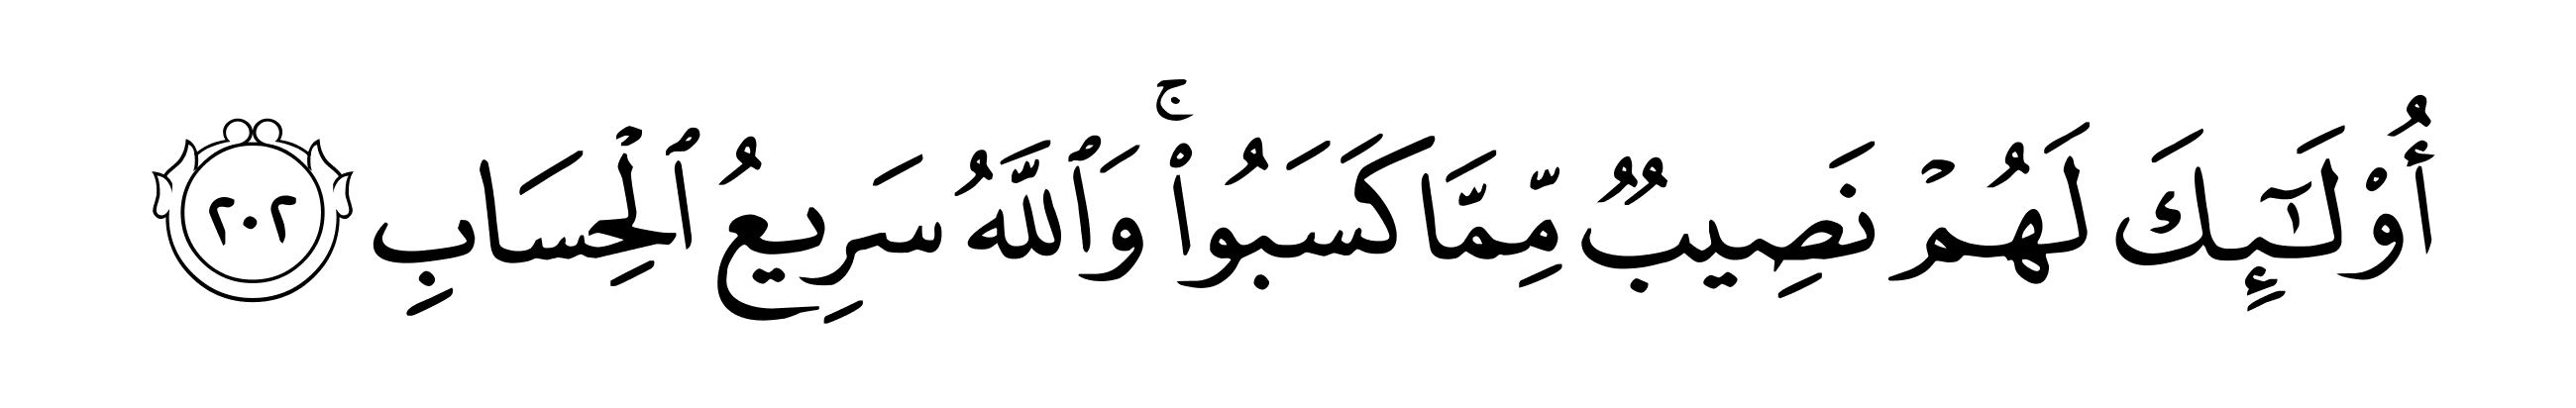 أُوْلَـٰٓئِكَ لَهُمۡ نَصِيبٌ مِّمَّا كَسَبُواْۚ وَٱللَّهُ سَرِيعُ ٱلۡحِسَابِ ٢٠٢